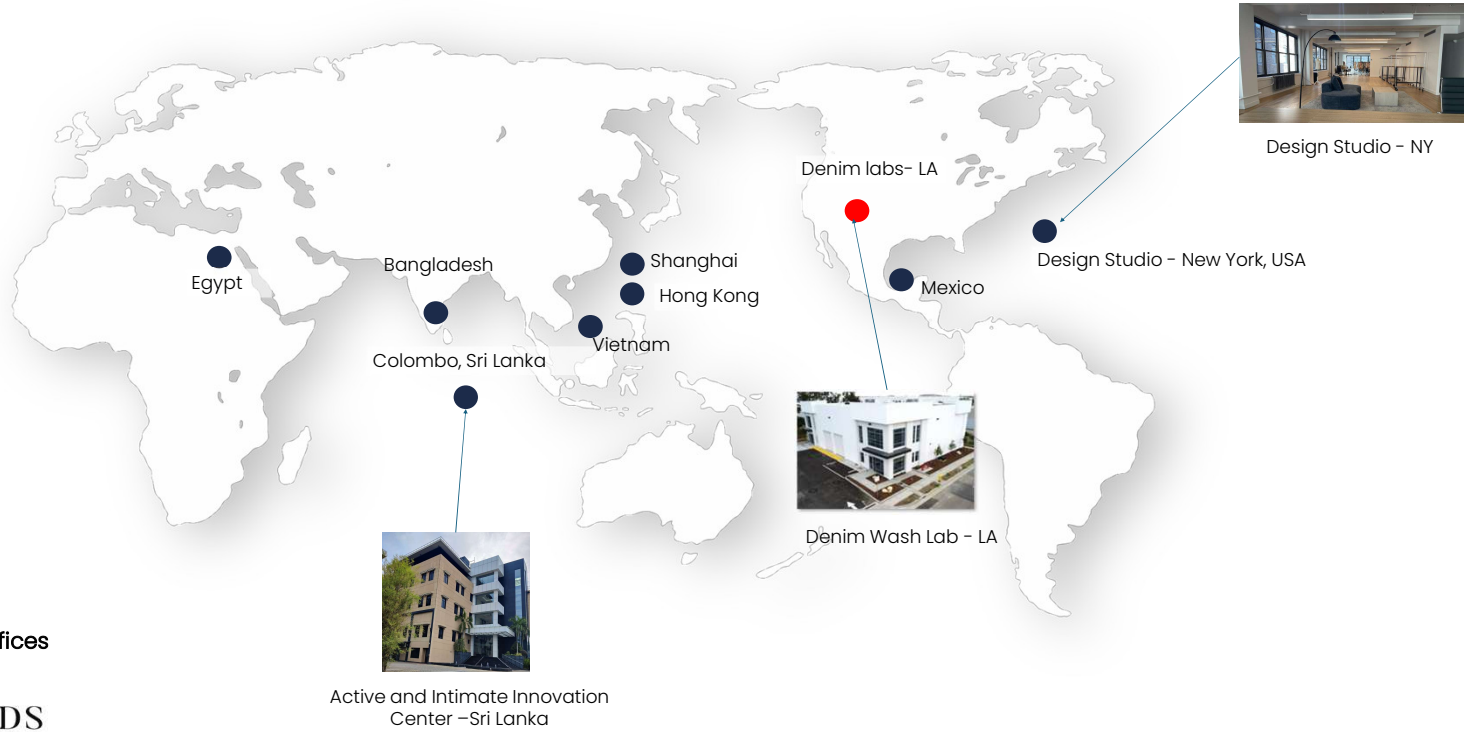 Design Studio - NY
Denim labs- LA
Design Studio - New York, USA
Shanghai
Bangladesh
Egypt
Mexico
Hong Kong
Vietnam
Colombo, Sri Lanka
Denim Wash Lab - LA
fices
Active and Intimate Innovation
Center –Sri Lanka
DS